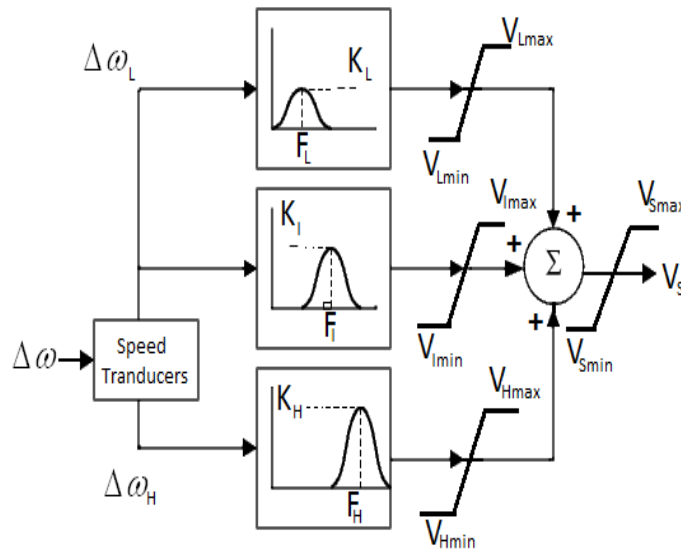 Δω_L
K_L
F_L
V_Lmax
V_Lmin
K_I
F_I
V_Imax
V_Imin
+
+
+
Σ
V_Smax
V_S
V_Smin
Δω
Speed
Tranducers
Δω_H
K_H
F_H
V_Hmax
V_Hmin